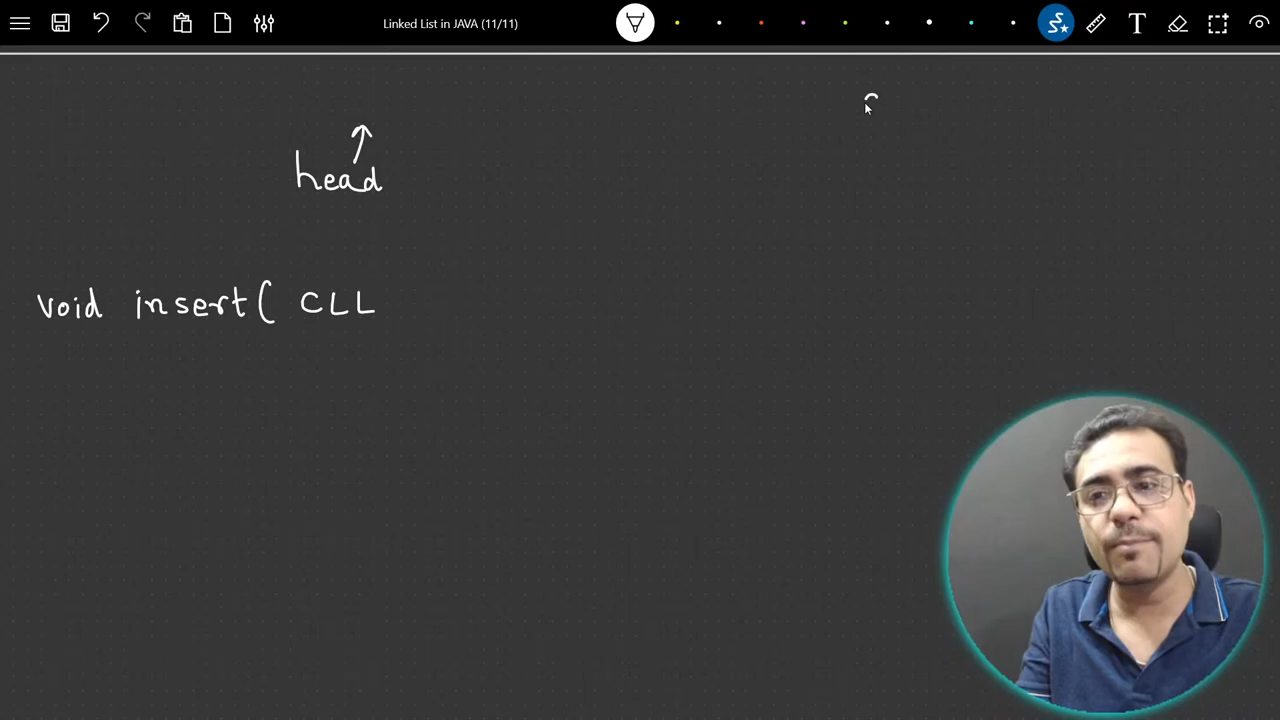 Linked List in JAVA (11/11)
head
void insert( CLL